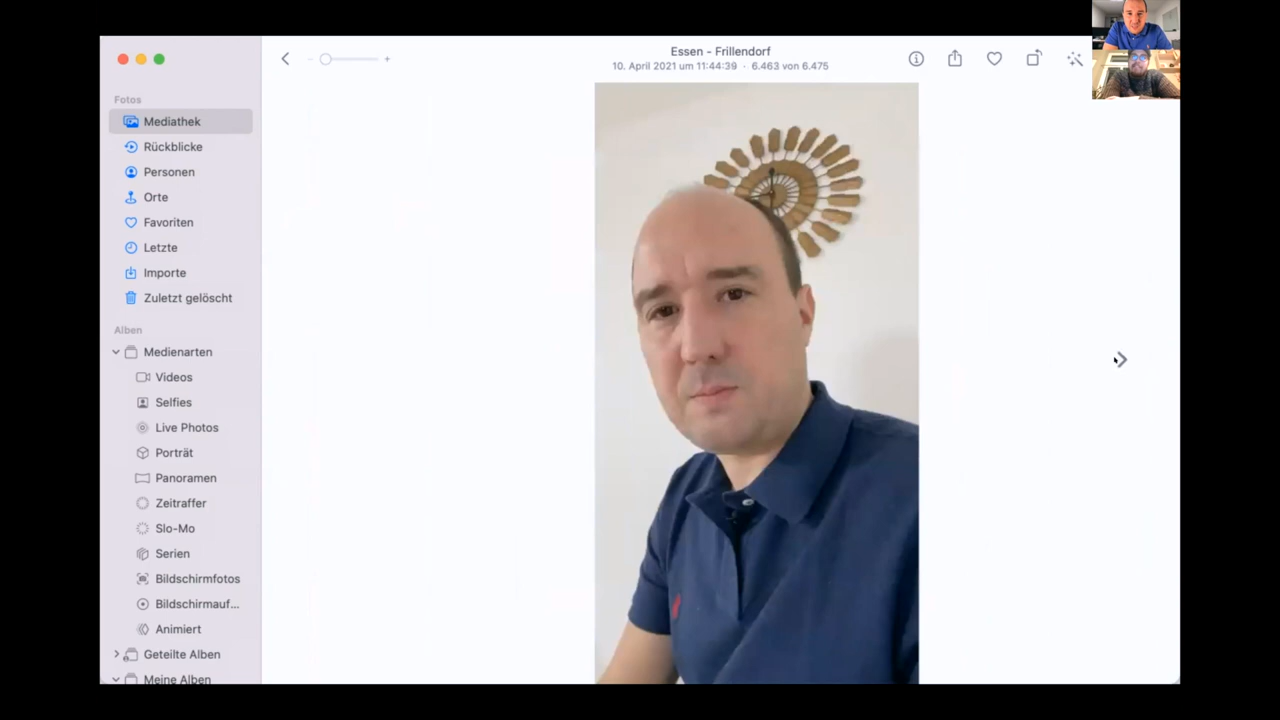 Essen - Frillendorf
10. April 2021 um 11:44:39 · 6.463 von 6.475
Fotos
Mediathek
Rückblicke
Personen
Orte
Favoriten
Letzte
Importe
Zuletzt gelöscht
Alben
Medienarten
Videos
Selfies
Live Photos
Porträt
Panoramen
Zeitraffer
Slo-Mo
Serien
Bildschirmfotos
Bildschirmauf...
Animiert
Geteilte Alben
Meine Alben